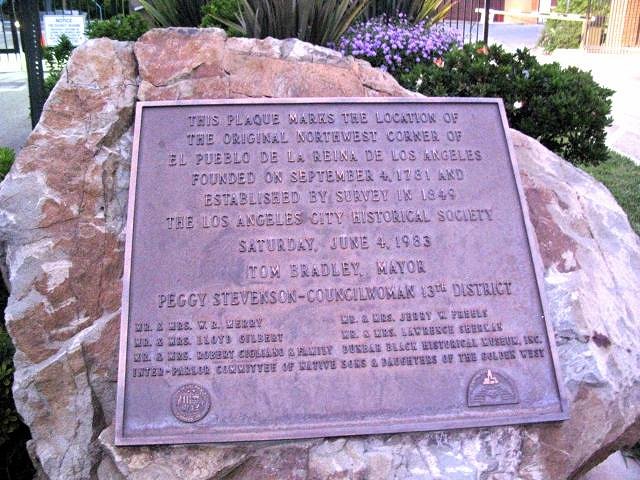 NOTICE
THIS PLAQUE MARKS THE LOCATION OF
THE ORIGINAL NORTHWEST CORNER OF
EL PUEBLO DE LA REINA DE LOS ANGELES
FOUNDED ON SEPTEMBER 4, 1781 AND
ESTABLISHED BY SURVEY IN 1849
THE LOS ANGELES CITY HISTORICAL SOCIETY
SATURDAY, JUNE 4, 1983
TOM BRADLEY, MAYOR
PEGGY STEVENSON-COUNCILWOMAN 13TH DISTRICT
MR. & MRS. W. R. MERRY MR. & MRS. JERRY W. FREELS
MR. & MRS. LLOYD GILBERT MR. & MRS. LAWRENCE SHERMAN
MR. & MRS. ROBERT GIGLIANO & FAMILY DUNBAR BLACK HISTORICAL MUSEUM, INC.
INTER-PARLOR COMMITTEE OF NATIVE SONS & DAUGHTERS OF THE GOLDEN WEST